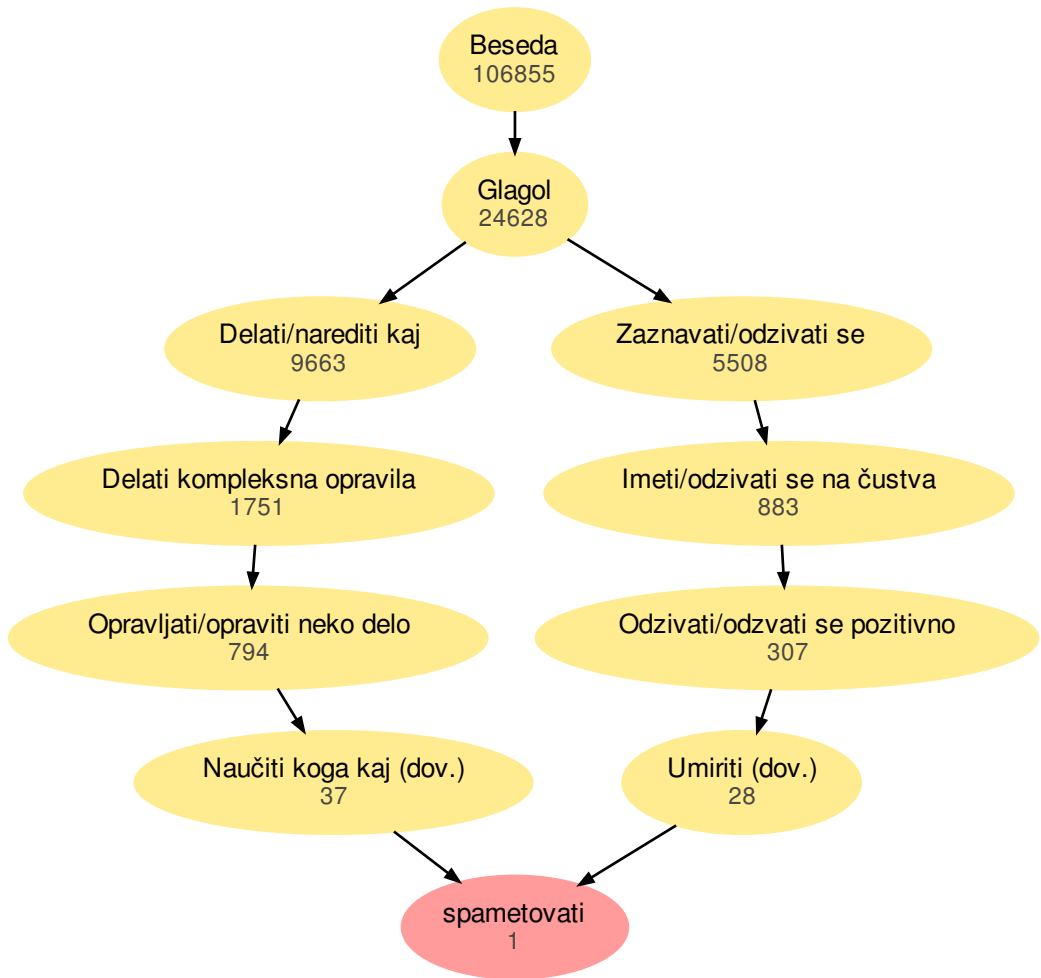 Beseda
106855
Glagol
24628
Delati/narediti kaj
9663
Zaznavati/odzivati se
5508
Delati kompleksna opravila
1751
Imeti/odzivati se na čustva
883
Opravljati/opraviti neko delo
794
Odzivati/odzvati se pozitivno
307
Naučiti koga kaj (dov.)
37
Umiriti (dov.)
28
spametovati
1